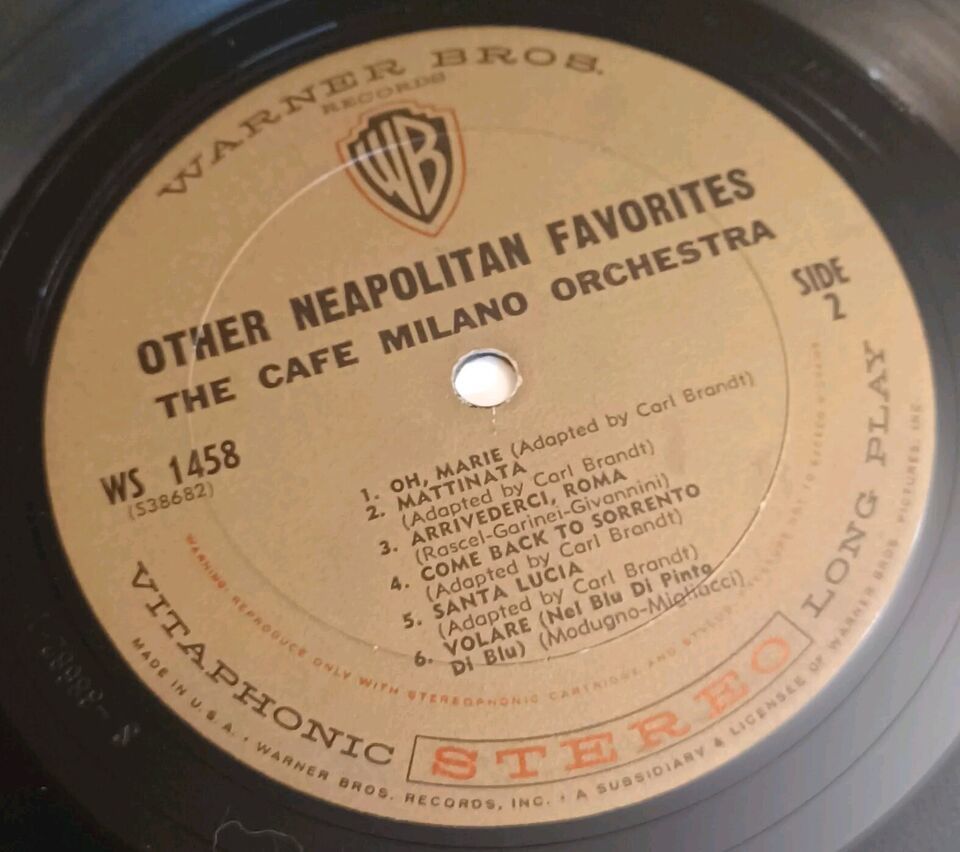 WARNER BROS.
RECORDS
WB
OTHER NEAPOLITAN FAVORITES
THE CAFE MILANO ORCHESTRA
SIDE
2
WS 1458
(S38682)
1. OH, MARIE (Adapted by Carl Brandt)
2. MATTINATA
(Adapted by Carl Brandt)
3. ARRIVEDERCI, ROMA
(Rascel-Garinei-Givannini)
4. COME BACK TO SORRENTO
(Adapted by Carl Brandt)
5. SANTA LUCIA
(Adapted by Carl Brandt)
6. VOLARE (Nel Blu Di Pinto
Di Blu) (Modugno-Migliacci)
WARNING: REPRODUCE ONLY WITH STEREOPHONIC CARTRIDGE AND STYLUS
VITAPHONIC STEREO LONG PLAY
MADE IN U.S.A. • WARNER BROS. RECORDS, INC. • A SUBSIDIARY & LICENSEE OF WARNER BROS. PICTURES, INC.